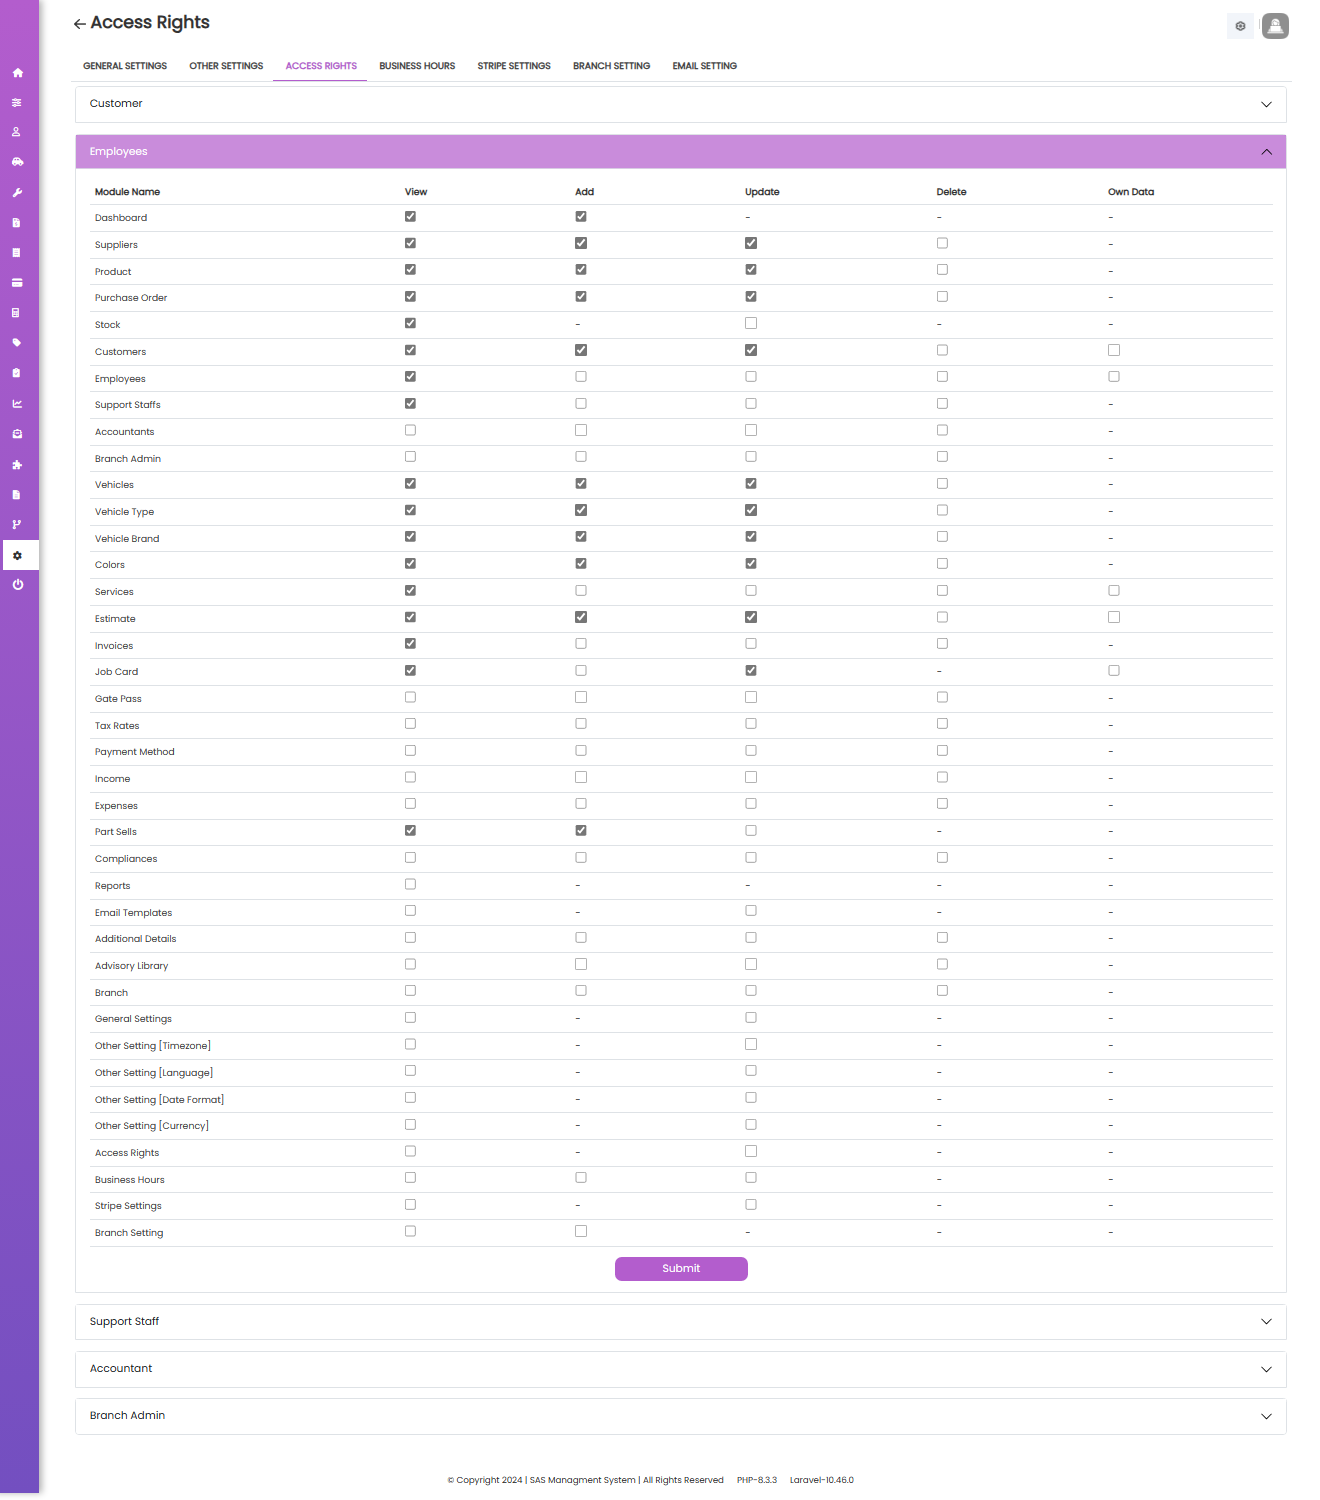 Access Rights
GENERAL SETTINGS OTHER SETTINGS ACCESS RIGHTS BUSINESS HOURS STRIPE SETTINGS BRANCH SETTING EMAIL SETTING
Customer
Employees
Module Name View Add Update Delete Own Data
Dashboard - - -
Suppliers -
Product -
Purchase Order -
Stock - - -
Customers
Employees
Support Staffs -
Accountants -
Branch Admin -
Vehicles -
Vehicle Type -
Vehicle Brand -
Colors -
Services
Estimate
Invoices -
Job Card -
Gate Pass -
Tax Rates -
Payment Method -
Income -
Expenses -
Part Sells - -
Compliances -
Reports - - - -
Email Templates - - -
Additional Details -
Advisory Library -
Branch -
General Settings - - -
Other Setting [Timezone] - - -
Other Setting [Language] - - -
Other Setting [Date Format] - - -
Other Setting [Currency] - - -
Access Rights - - -
Business Hours - -
Stripe Settings - - -
Branch Setting - - -
Submit
Support Staff
Accountant
Branch Admin
© Copyright 2024 | SAS Managment System | All Rights Reserved PHP-8.3.3 Laravel-10.46.0